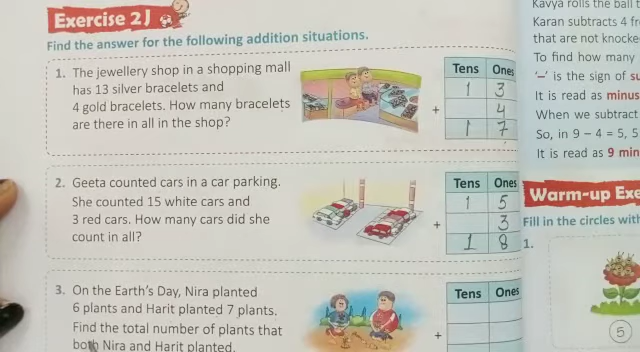 Exercise 2J
Find the answer for the following addition situations.
1. The jewellery shop in a shopping mall
has 13 silver bracelets and
4 gold bracelets. How many bracelets
are there in all in the shop?
Tens Ones
1 3
+ 4
1 7
2. Geeta counted cars in a car parking.
She counted 15 white cars and
3 red cars. How many cars did she
count in all?
Tens Ones
1 5
+ 3
1 8
3. On the Earth's Day, Nira planted
6 plants and Harit planted 7 plants.
Find the total number of plants that
both Nira and Harit planted.
Tens Ones
+
Kavya rolls the ball
Karan subtracts 4
that are not
To find how many
'–' is the sign of
It is read as minus
When we subtract
So, in 9 – 4 = 5, 5
It is read as 9
Warm-up
Fill in the circles
1.
5